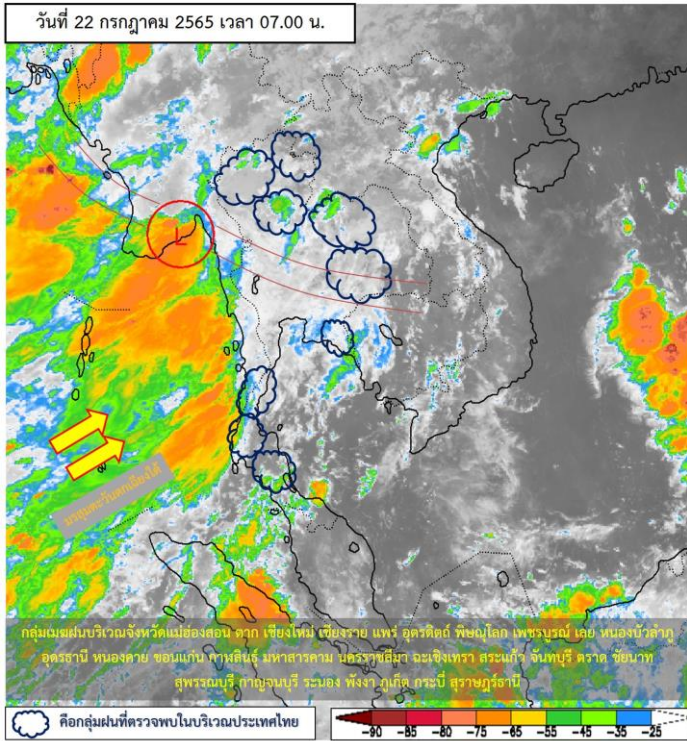 วันที่ 22 กรกฎาคม 2565 เวลา 07.00 น.
L
มรสุมตะวันตกเฉียงใต้
กลุ่มเมฆฝนบริเวณจังหวัดแม่ฮ่องสอน ตาก เชียงใหม่ เชียงราย แพร่ อุตรดิตถ์ พิษณุโลก เพชรบูรณ์ เลย หนองบัวลำภู
อุดรธานี หนองคาย ขอนแก่น กาฬสินธุ์ มหาสารคาม นครราชสีมา ฉะเชิงเทรา สระแก้ว จันทบุรี ตราด ชัยนาท
สุพรรณบุรี กาญจนบุรี ระนอง พังงา ภูเก็ต กระบี่ สุราษฎร์ธานี
คือกลุ่มฝนที่ตรวจพบในบริเวณประเทศไทย
-90 -85 -80 -75 -65 -55 -45 -35 -25